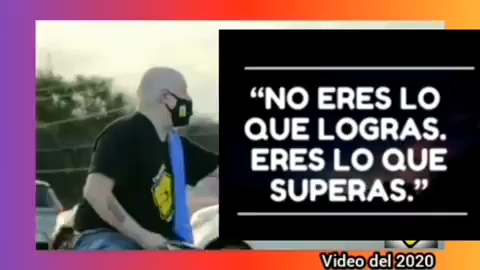 “NO ERES LO
QUE LOGRAS.
ERES LO QUE
SUPERAS.”
Video del 2020